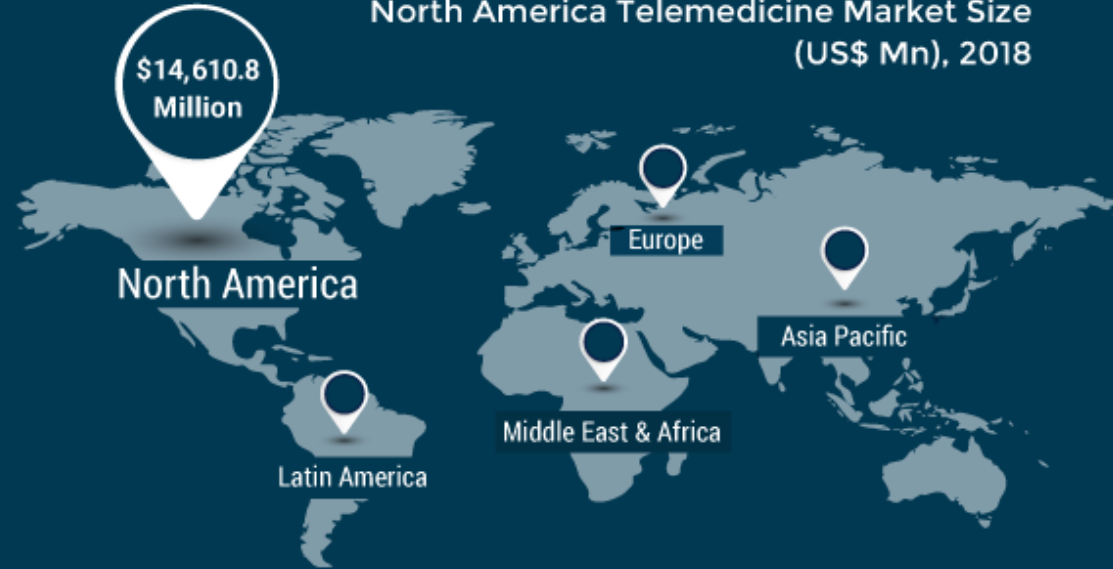 North America Telemedicine Market Size
(US$ Mn), 2018
$14,610.8
Million
Europe
North America
Asia Pacific
Middle East & Africa
Latin America